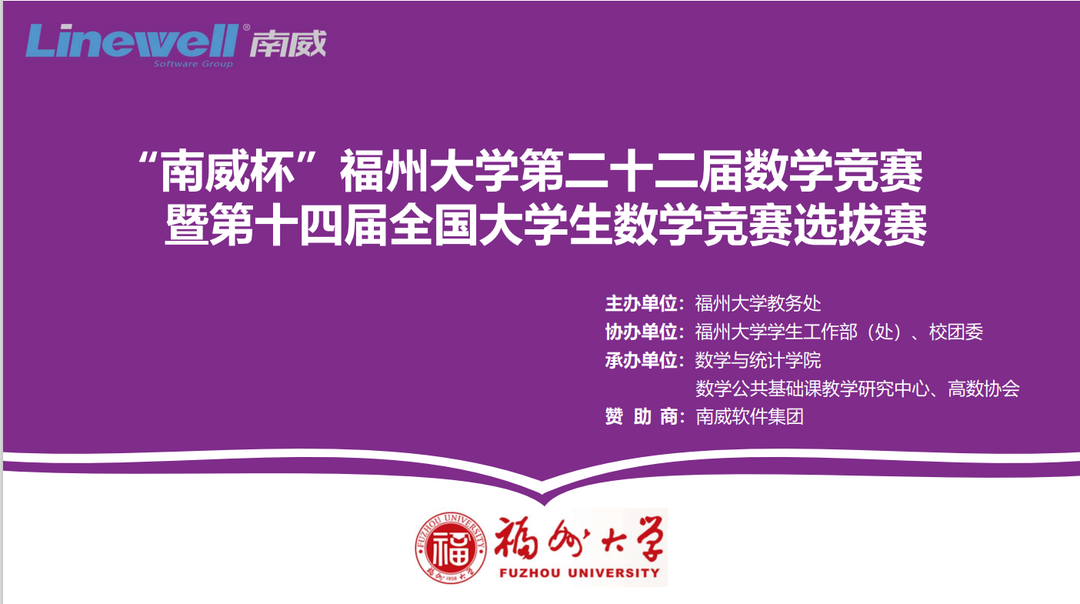 Linewell® 南威
Software Group
“南威杯”福州大学第二十二届数学竞赛
暨第十四届全国大学生数学竞赛选拔赛
主办单位：福州大学教务处
协办单位：福州大学学生工作部（处）、校团委
承办单位：数学与统计学院
数学公共基础课教学研究中心、高数协会
赞 助 商：南威软件集团
FUZHOU UNIVERSITY
福
福州大学
1958
福州大学
FUZHOU UNIVERSITY